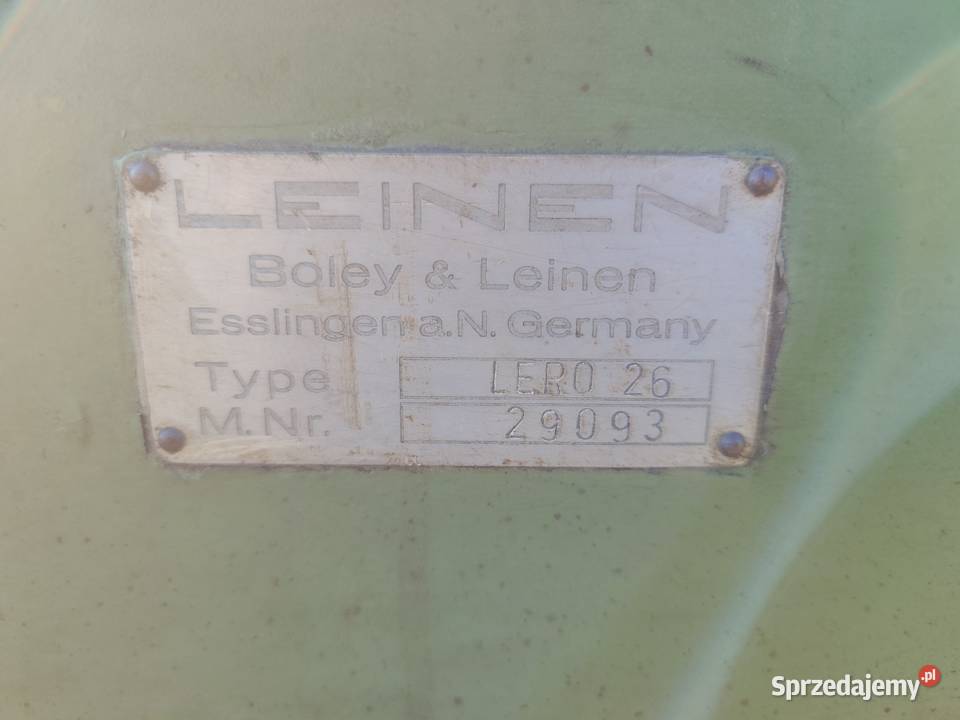 LEINEN
Boley & Leinen
Esslingen a.N. Germany
Type LERO 26
M.Nr. 29093
Sprzedajemy.pl